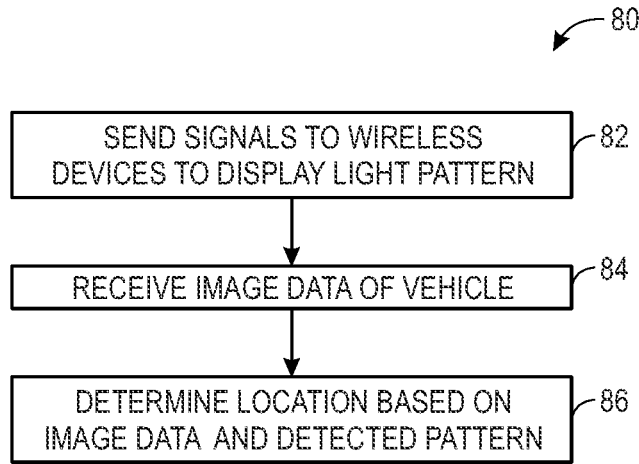 80
SEND SIGNALS TO WIRELESS
DEVICES TO DISPLAY LIGHT PATTERN
82
RECEIVE IMAGE DATA OF VEHICLE
84
DETERMINE LOCATION BASED ON
IMAGE DATA AND DETECTED PATTERN
86